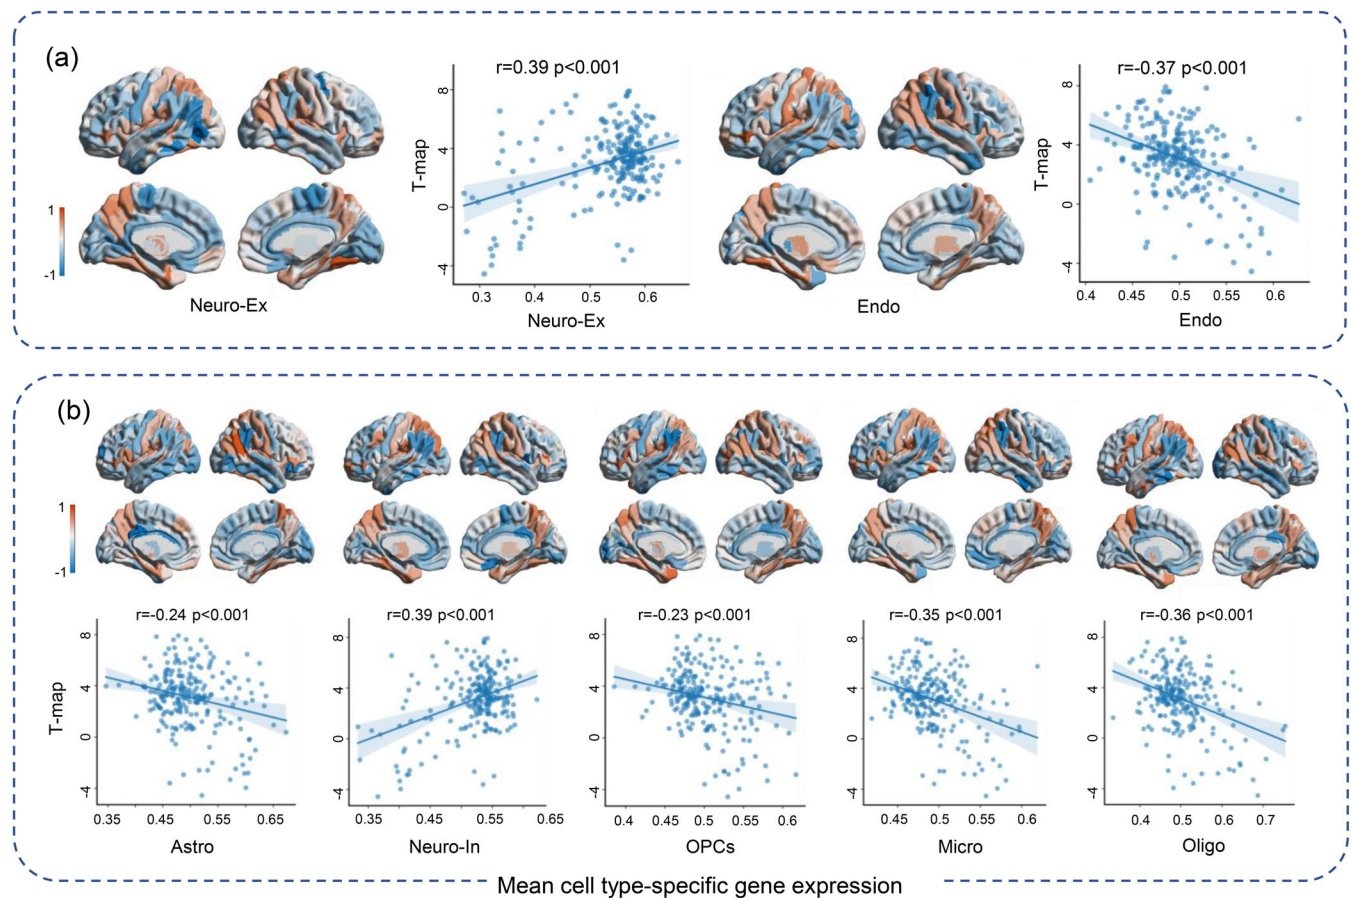 (a)
r=0.39 p<0.001
r=-0.37 p<0.001
T-map
8
4
0
-4
T-map
8
4
0
-4
1
-1
0.3 0.4 0.5 0.6
0.4 0.45 0.5 0.55 0.6
Neuro-Ex
Neuro-Ex
Endo
Endo
(b)
1
-1
r=-0.24 p<0.001
r=0.39 p<0.001
r=-0.23 p<0.001
r=-0.35 p<0.001
r=-0.36 p<0.001
T-map
8
4
0
-4
8
4
0
-4
8
4
0
-4
8
4
0
-4
8
4
0
-4
0.35 0.45 0.55 0.65
0.35 0.45 0.55 0.65
0.4 0.45 0.5 0.55 0.6
0.45 0.5 0.55 0.6
0.4 0.5 0.6 0.7
Astro
Neuro-In
OPCs
Micro
Oligo
Mean cell type-specific gene expression